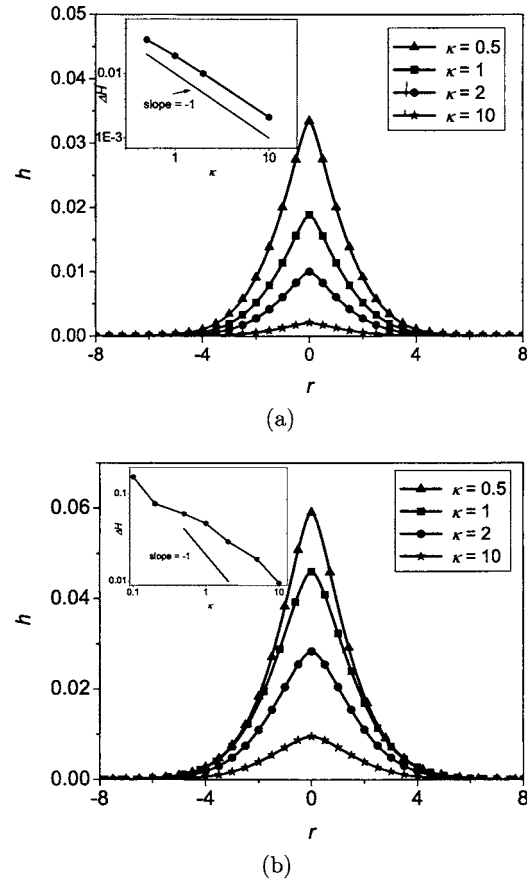 (a)
h
0.05
0.04
0.03
0.02
0.01
0.00
-8
-4
0
4
8
r
κ = 0.5
κ = 1
κ = 2
κ = 10
ΔH
0.01
1E-3
slope = -1
1
10
κ
(a)
h
0.06
0.04
0.02
0.00
-8
-4
0
4
8
r
κ = 0.5
κ = 1
κ = 2
κ = 10
ΔH
0.1
0.01
slope = -1
0.1
1
10
κ
(b)